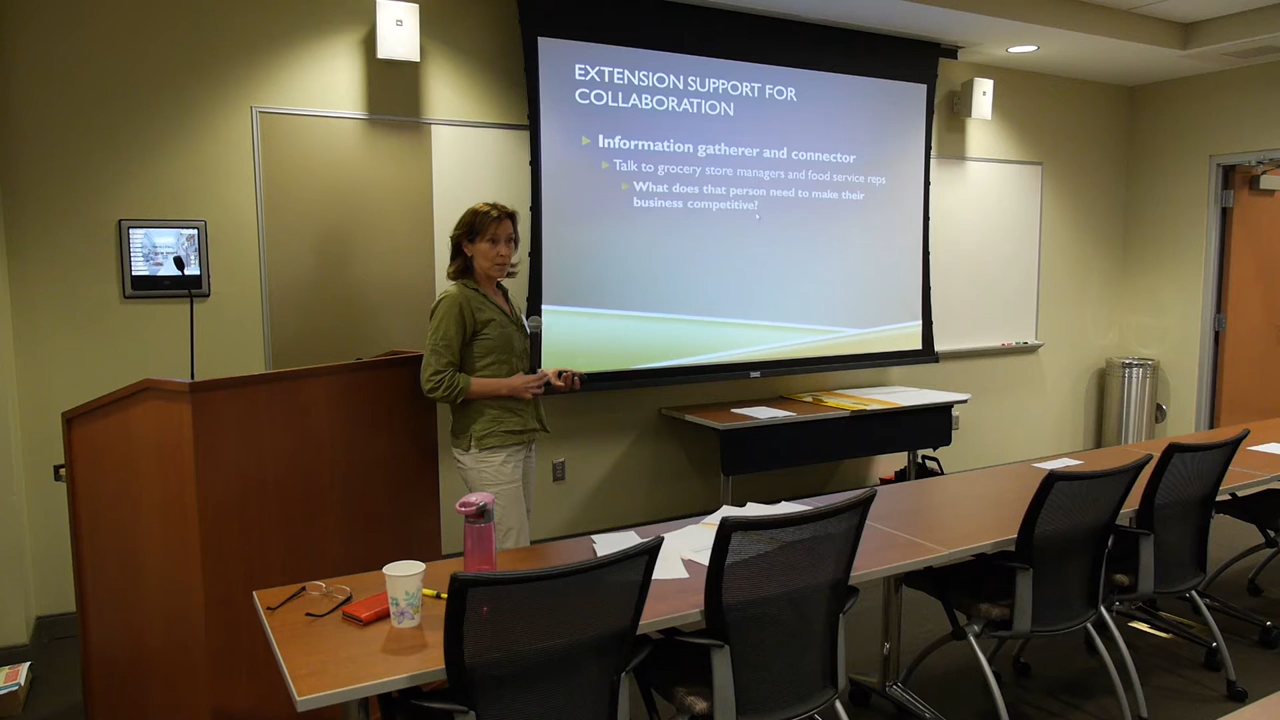 EXTENSION SUPPORT FOR
COLLABORATION
Information gatherer and connector
Talk to grocery store managers and food service reps
What does that person need to make their
business competitive?